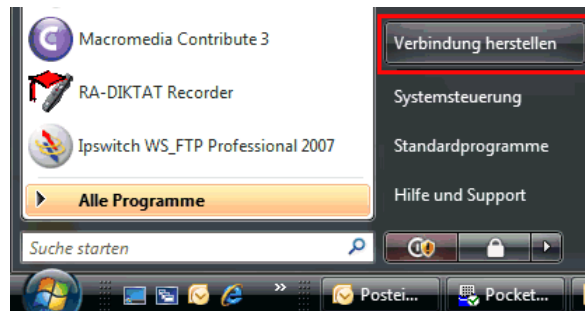 Macromedia Contribute 3
RA-DIKTAT Recorder
Ipswitch WS_FTP Professional 2007
Alle Programme
Suche starten
Verbindung herstellen
Systemsteuerung
Standardprogramme
Hilfe und Support
Postei...
Pocket...